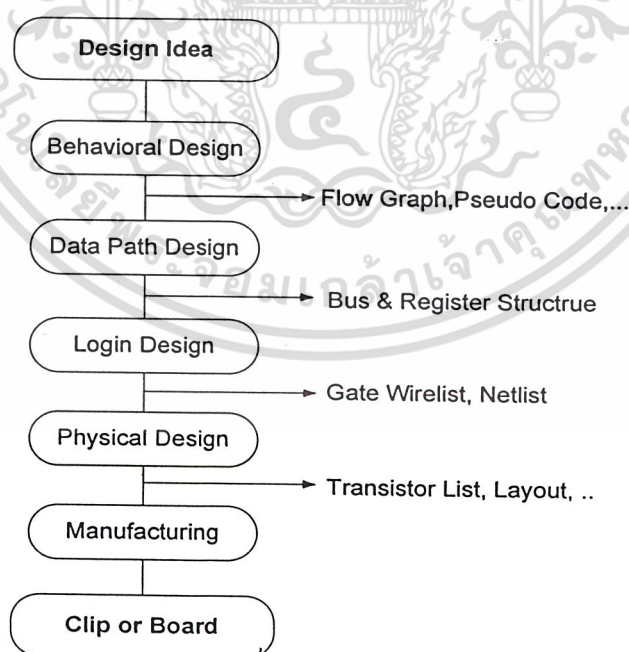 Design Idea
Behavioral Design
Flow Graph,Pseudo Code,...
Data Path Design
Bus & Register Structrue
Login Design
Gate Wirelist, Netlist
Physical Design
Transistor List, Layout, ..
Manufacturing
Clip or Board